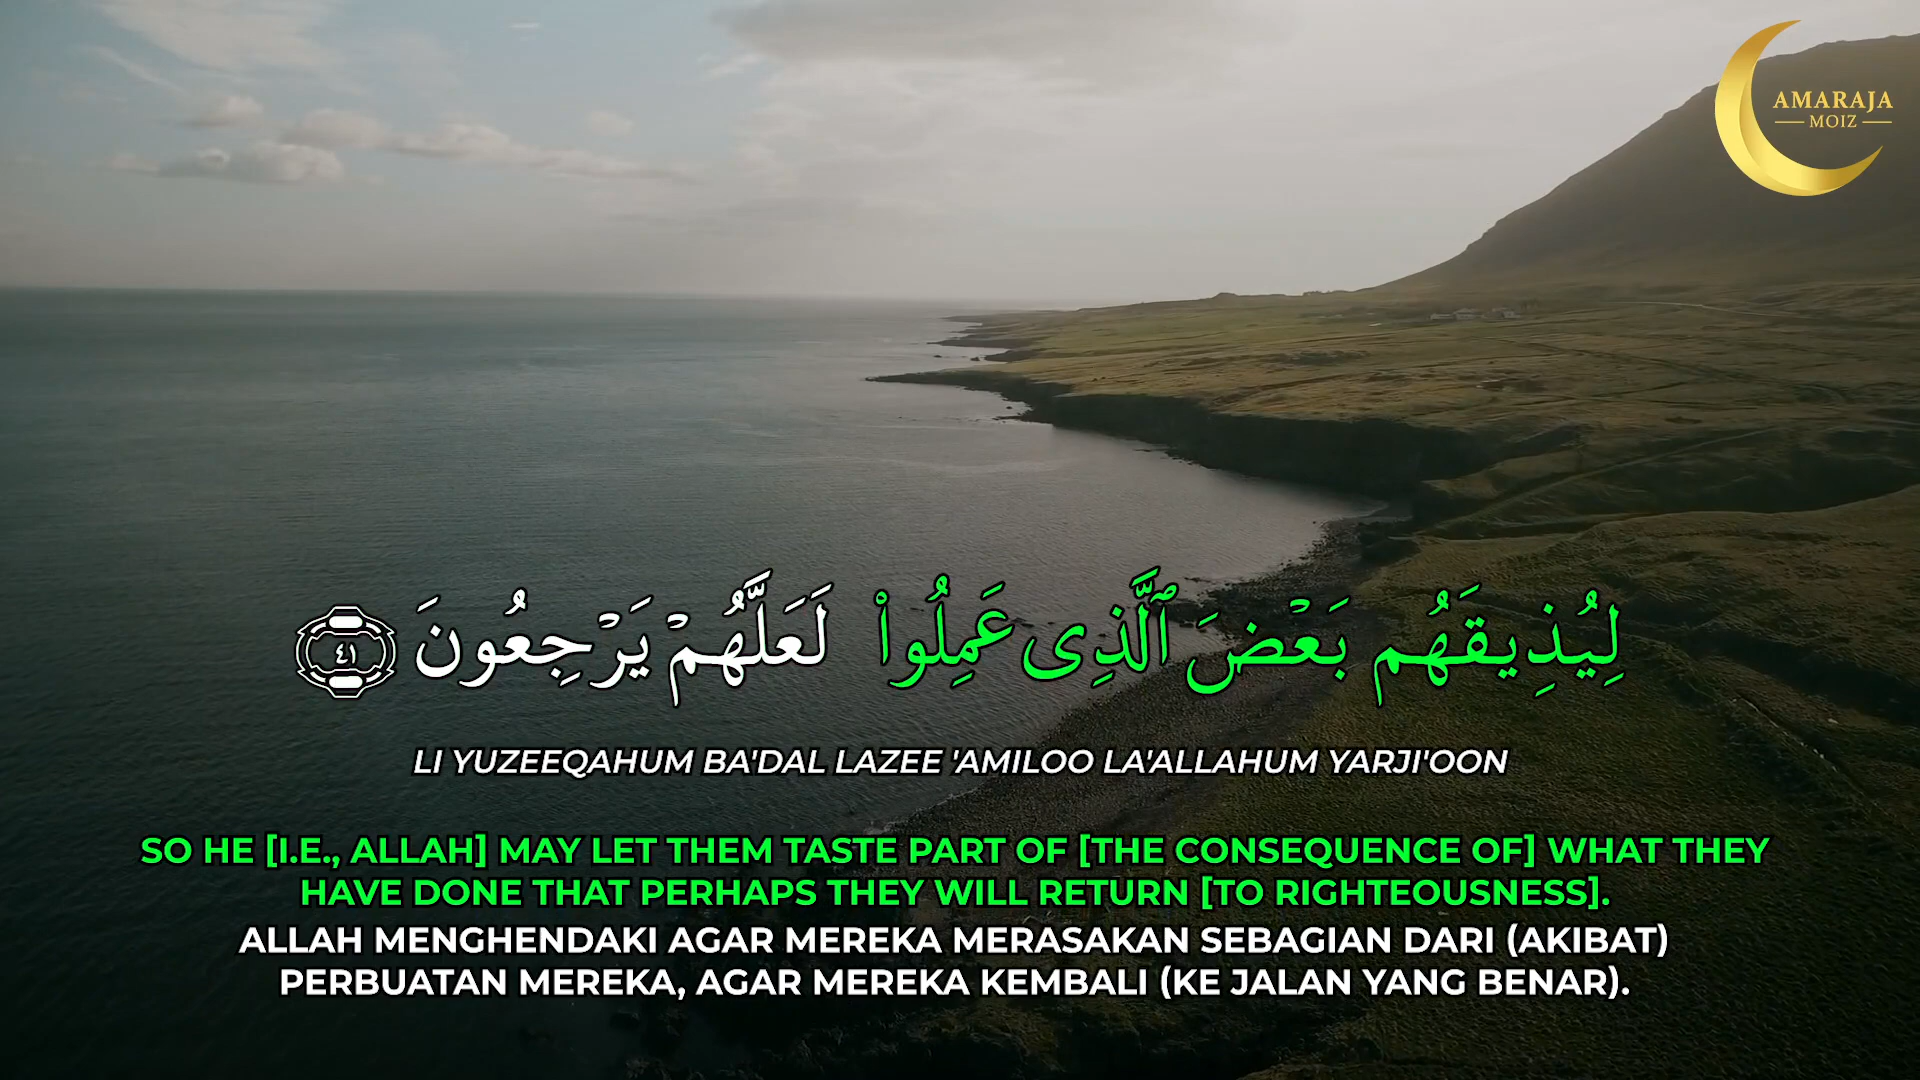 AMARAJA
MOIZ
لِيُذِيقَهُم بَعْضَ ٱلَّذِى عَمِلُوا۟ لَعَلَّهُمْ يَرْجِعُونَ ٤١
LI YUZEEQAHUM BA'DAL LAZEE 'AMILOO LA'ALLAHUM YARJI'OON
SO HE [I.E., ALLAH] MAY LET THEM TASTE PART OF [THE CONSEQUENCE OF] WHAT THEY
HAVE DONE THAT PERHAPS THEY WILL RETURN [TO RIGHTEOUSNESS].
ALLAH MENGHENDAKI AGAR MEREKA MERASAKAN SEBAGIAN DARI (AKIBAT)
PERBUATAN MEREKA, AGAR MEREKA KEMBALI (KE JALAN YANG BENAR).